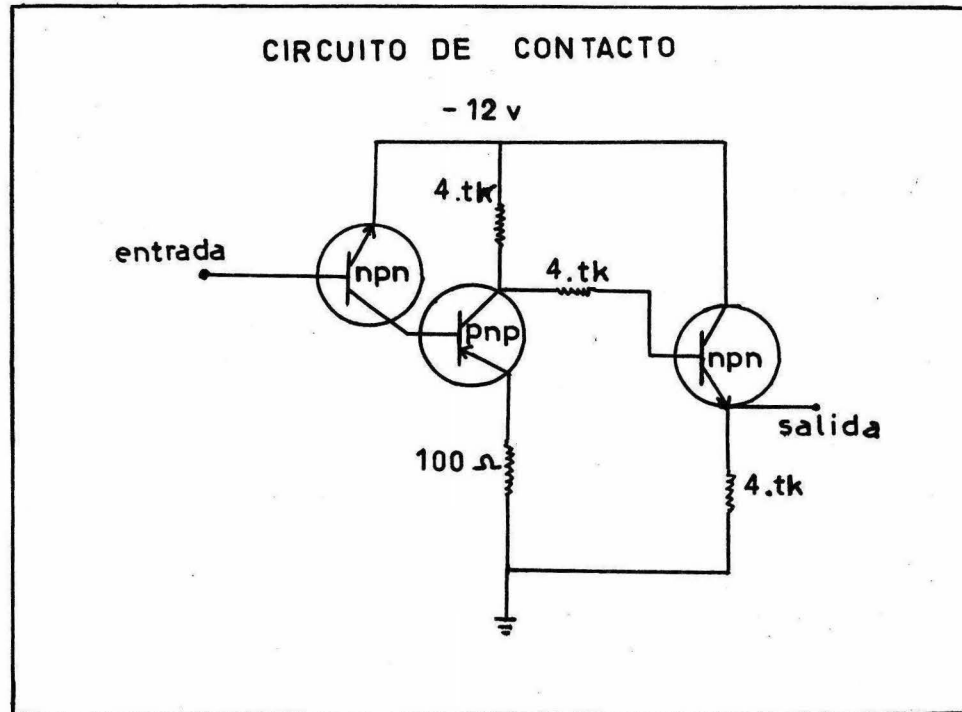 CIRCUITO DE CONTACTO
- 12 v
4.tk
entrada
npn
4.tk
pnp
npn
salida
100 Ω
4.tk